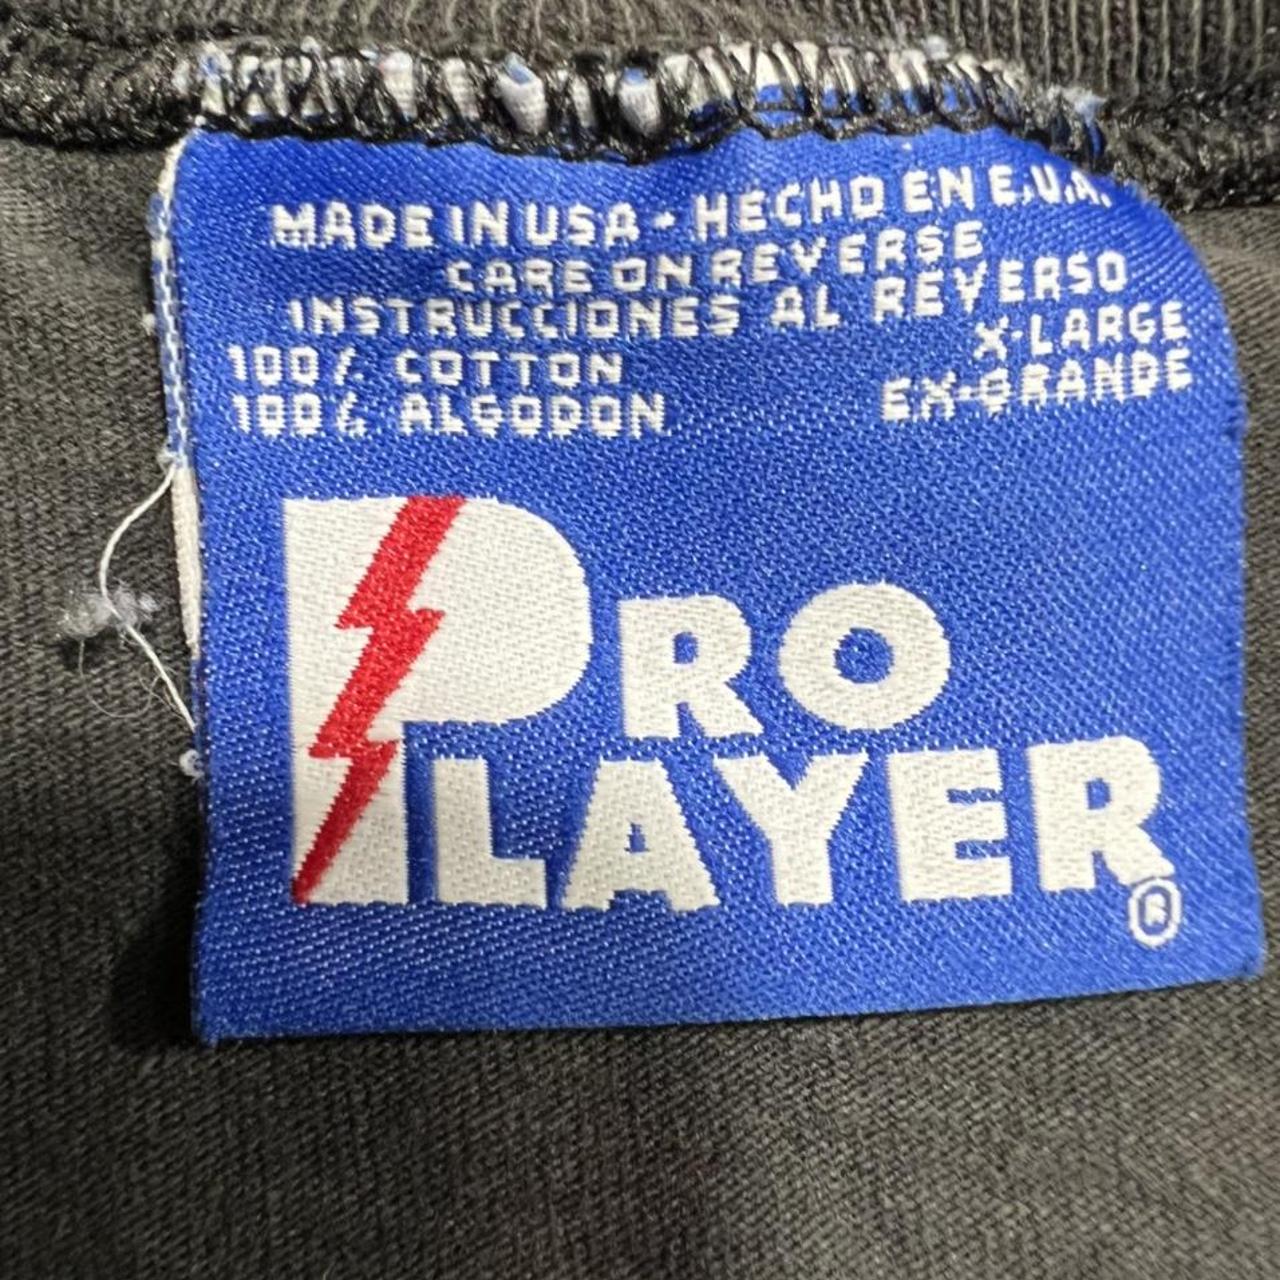 MADE IN USA - HECHO EN E.U.A.
CARE ON REVERSE
INSTRUCCIONES AL REVERSO
X-LARGE
100% COTTON
EX-GRANDE
100% ALGODON
PRO
PLAYER®